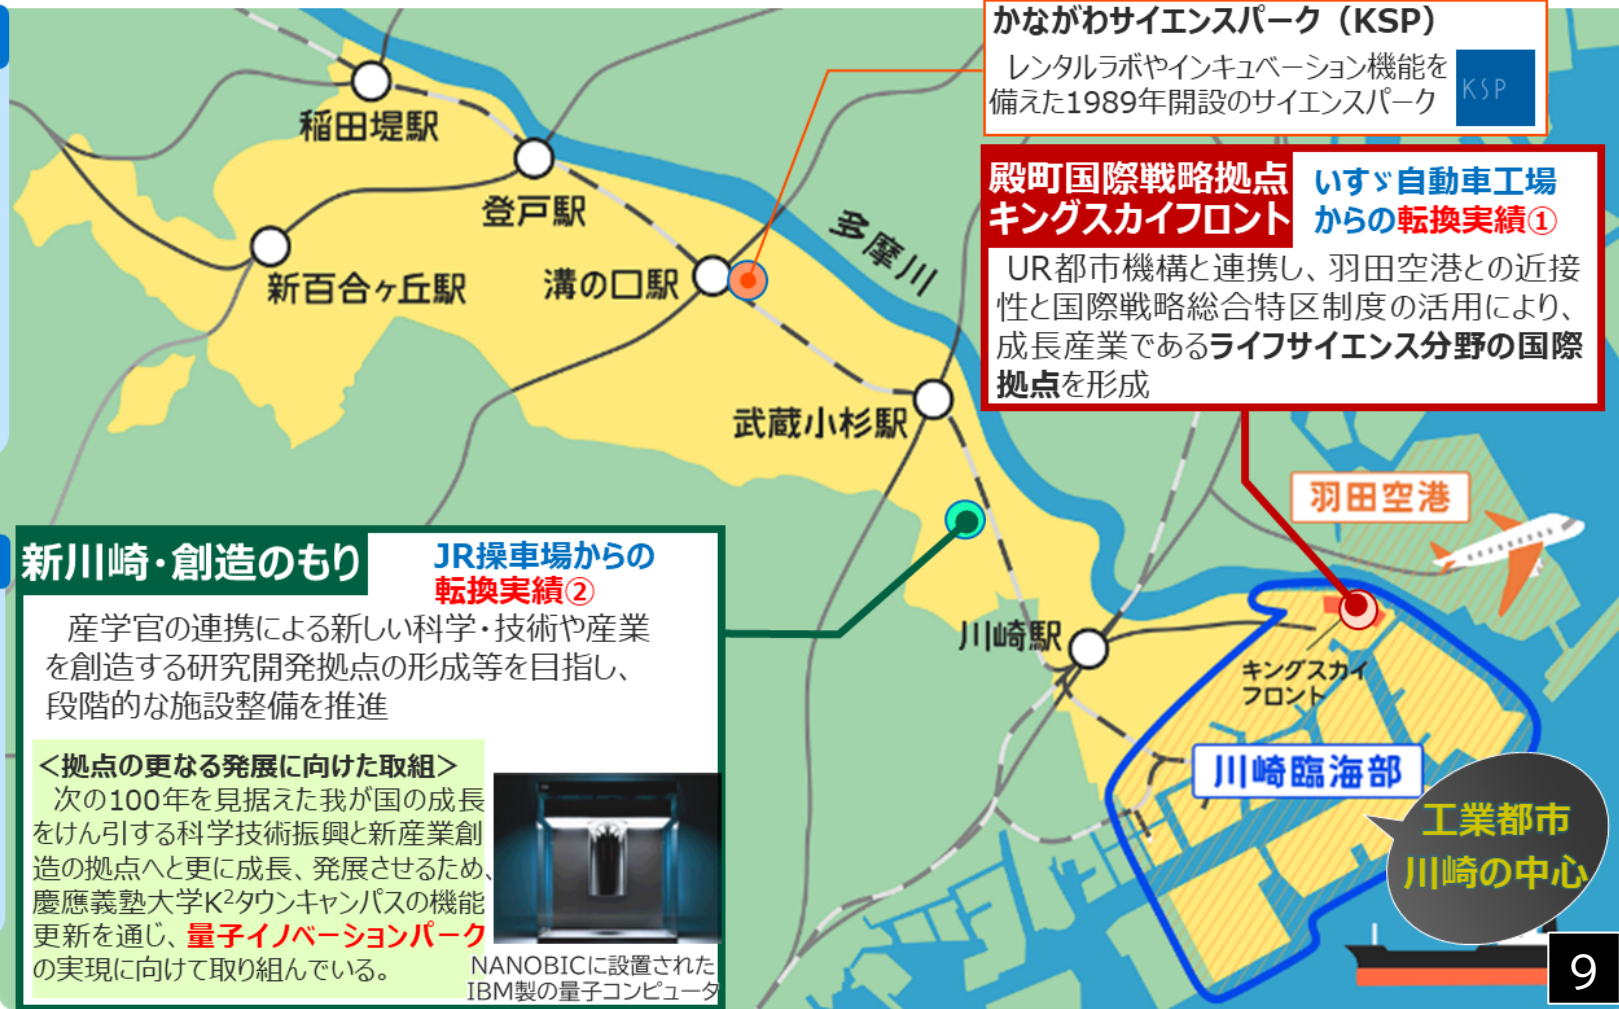 かながわサイエンスパーク（KSP）
レンタルラボやインキュベーション機能を
備えた1989年開設のサイエンスパーク
KSP
殿町国際戦略拠点
キングスカイフロント
いすゞ自動車工場
からの転換実績①
UR都市機構と連携し、羽田空港との近接
性と国際戦略総合特区制度の活用により、
成長産業であるライフサイエンス分野の国際
拠点を形成
稲田堤駅
登戸駅
新百合ヶ丘駅
溝の口駅
多摩川
武蔵小杉駅
羽田空港
川崎駅
キングスカイ
フロント
川崎臨海部
工業都市
川崎の中心
新川崎・創造のもり
JR操車場からの
転換実績②
産学官の連携による新しい科学・技術や産業
を創造する研究開発拠点の形成等を目指し、
段階的な施設整備を推進
＜拠点の更なる発展に向けた取組＞
次の100年を見据えた我が国の成長
をけん引する科学技術振興と新産業創
造の拠点へと更に成長、発展させるため、
慶應義塾大学K²タウンキャンパスの機能
更新を通じ、量子イノベーションパーク
の実現に向けて取り組んでいる。
NANOBICに設置された
IBM製の量子コンピュータ
9